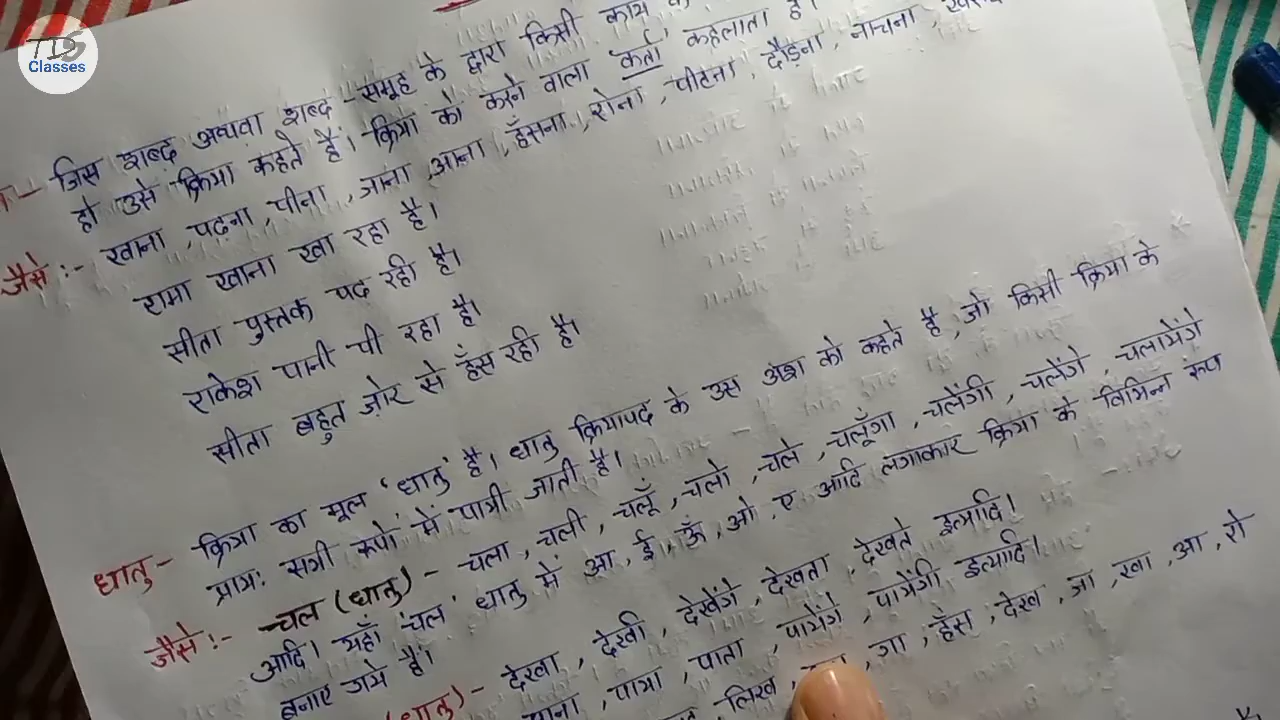 TDS
Classes
जिस शब्द अथवा शब्द - समूह के द्वारा किसी कार्य
हो उसे क्रिया कहते हैं। क्रिया को करने वाला कर्ता कहलाता है।
जैसे :- खाना , पढ़ना , पीना , जाना , आना , हँसना , रोना , पीटना , दौड़ना , नाचना ,
रामा खाना खा रहा है।
सीता पुस्तक पढ रही है।
राकेश पानी पी रहा है।
सीता बहुत ज़ोर से हँस रही है।
धातु - क्रिया का मूल 'धातु' है। धातु क्रियापद के उस अंश को कहते है , जो किसी क्रिया के
प्रायः सभी रूपों में पायी जाती है।
जैसे :- चल (धातु) - चला , चली , चलूँ , चलो , चले , चलूँगा , चलेंगी , चलेंगे , चलायेंगे
आदि। यहाँ 'चल' धातु में आ , ई , ऊँ , ओ , ए आदि लगाकार क्रिया के विभिन्न रूप
बनाए गये हैं।
(धातु) - देखा , देखी , देखेंगे , देखता , देखते इत्यादि।
पाना , पाया , पाता , पायेंगे , पायेंगी इत्यादि।
लिख , गा , हँस , देख , जा , खा , आ , रो